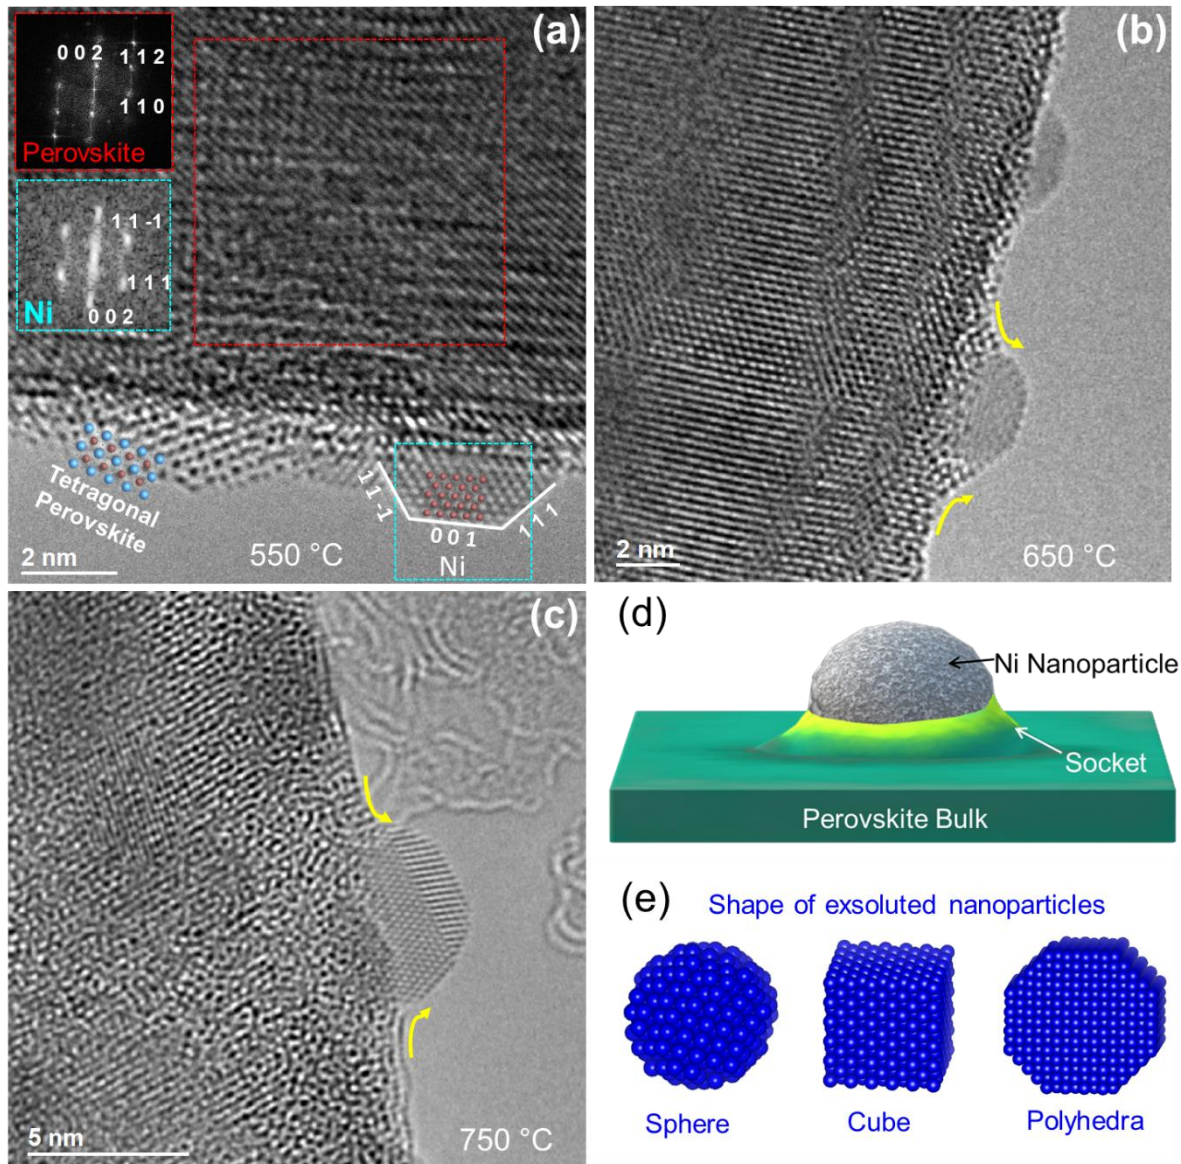 (a)
0 0 2
1 1 2
1 1 0
Perovskite
1 1 -1
1 1 1
0 0 2
Ni
Tetragonal
Perovskite
1 1 -1
0 0 1
1 1 1
Ni
2 nm
550 °C
(b)
2 nm
650 °C
(c)
5 nm
750 °C
(d)
Ni Nanoparticle
Socket
Perovskite Bulk
(e)
Shape of exsoluted nanoparticles
Sphere
Cube
Polyhedra